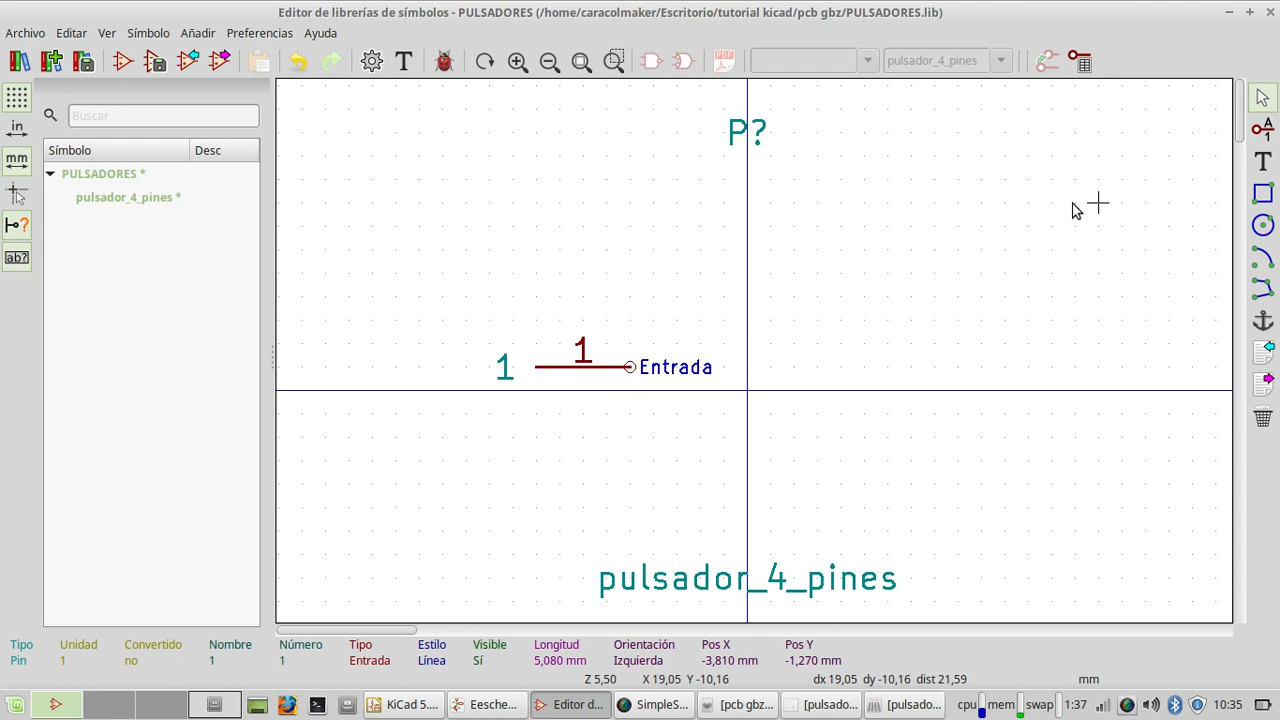 Editor de librerías de símbolos - PULSADORES (/home/caracolmaker/Escritorio/tutorial kicad/pcb gbz/PULSADORES.lib)
Archivo Editar Ver Símbolo Añadir Preferencias Ayuda
T PDF pulsador_4_pines
in
mm
ab?
Buscar
Símbolo Desc
PULSADORES *
pulsador_4_pines *
P?
1
1 Entrada
pulsador_4_pines
A
1
T
Tipo Unidad Convertido Nombre Número Tipo Estilo Visible Longitud Orientación Pos X Pos Y
Pin 1 no 1 1 Entrada Línea Sí 5,080 mm Izquierda -3,810 mm -1,270 mm
Z 5,50 X 19,05 Y -10,16 dx 19,05 dy -10,16 dist 21,59 mm
KiCad 5.... Eesche... Editor d... SimpleS... [pcb gbz... [pulsado... [pulsado... cpu mem swap 1:37 10:35